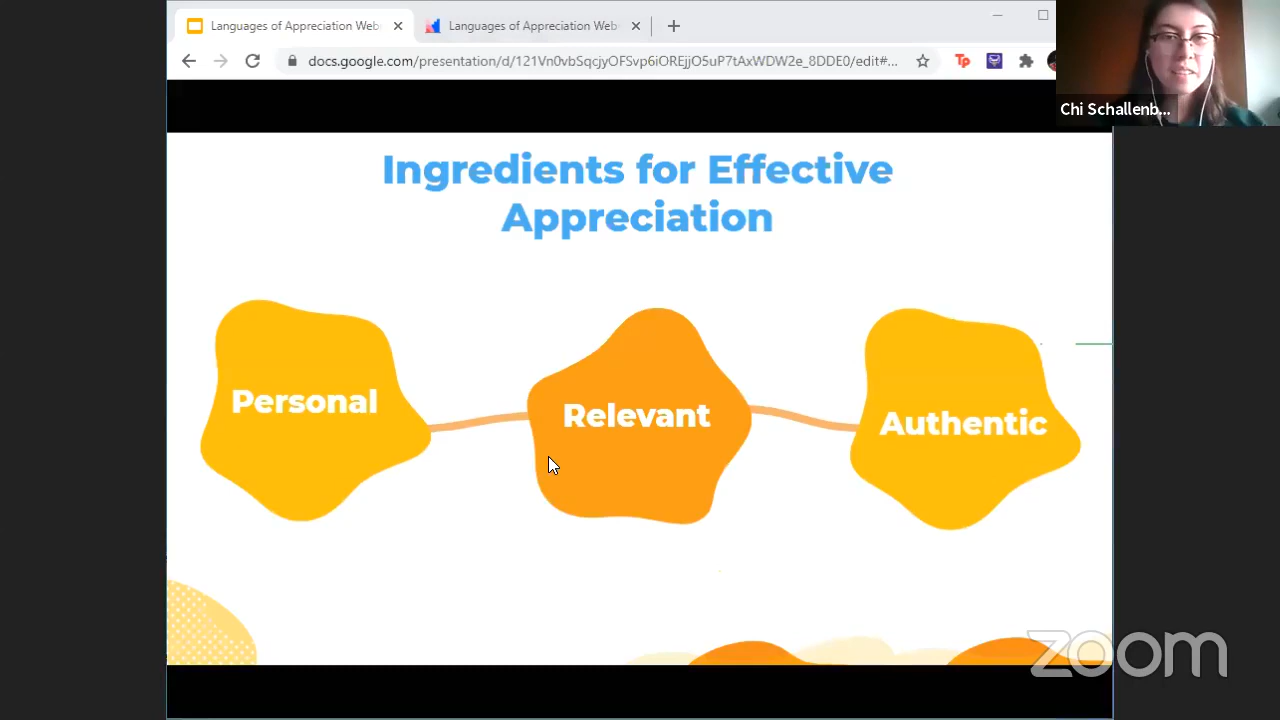 Languages of Appreciation Web
Languages of Appreciation Web
docs.google.com/presentation/d/121Vn0vbSqcjyOFSvp6iOREjjO5uP7tAxWDW2e_8DDE0/edit#...
Tp
Chi Schallenb...
Ingredients for Effective
Appreciation
Personal
Relevant
Authentic
zoom